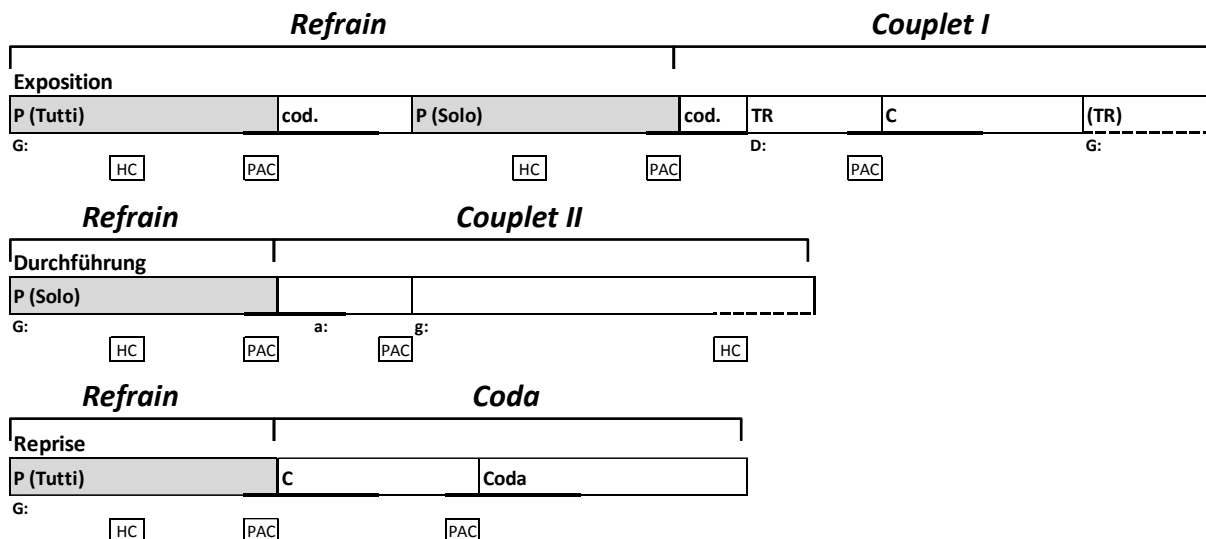 Refrain Couplet I
Exposition
P (Tutti) cod. P (Solo) cod. TR C (TR)
G: D: G:
HC PAC HC PAC PAC
Refrain Couplet II
Durchführung
P (Solo)
G: a: g:
HC PAC PAC HC
Refrain Coda
Reprise
P (Tutti) C Coda
G:
HC PAC PAC